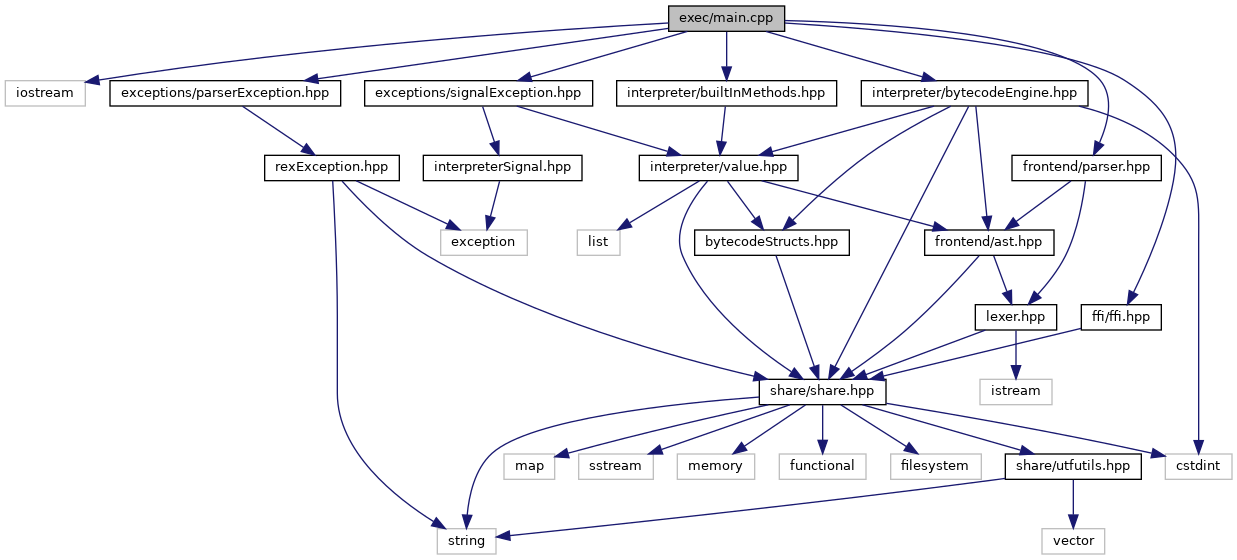 exec/main.cpp
iostream
exceptions/parserException.hpp
exceptions/signalException.hpp
interpreter/builtInMethods.hpp
interpreter/bytecodeEngine.hpp
rexException.hpp
interpreterSignal.hpp
interpreter/value.hpp
frontend/parser.hpp
exception
list
bytecodeStructs.hpp
frontend/ast.hpp
lexer.hpp
ffi/ffi.hpp
share/share.hpp
istream
map
sstream
memory
functional
filesystem
share/utfutils.hpp
cstdint
string
vector